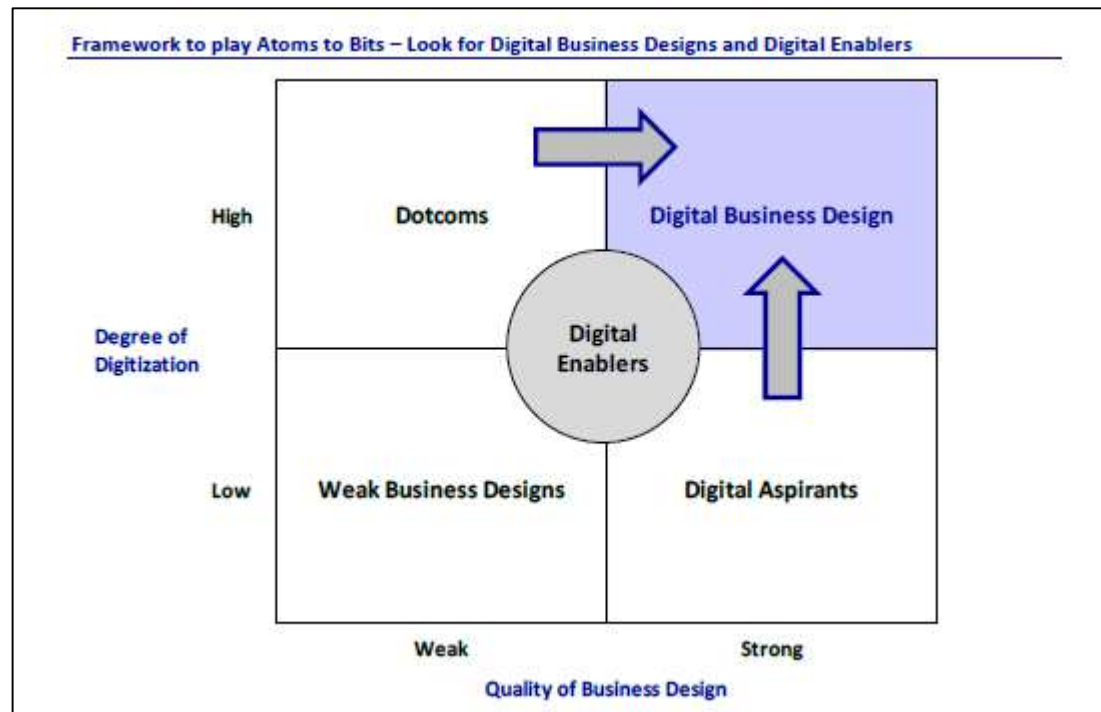 Framework to play Atoms to Bits – Look for Digital Business Designs and Digital Enablers
High
Dotcoms
Digital Business Design
Degree of
Digitization
Digital
Enablers
Low
Weak Business Designs
Digital Aspirants
Weak
Strong
Quality of Business Design